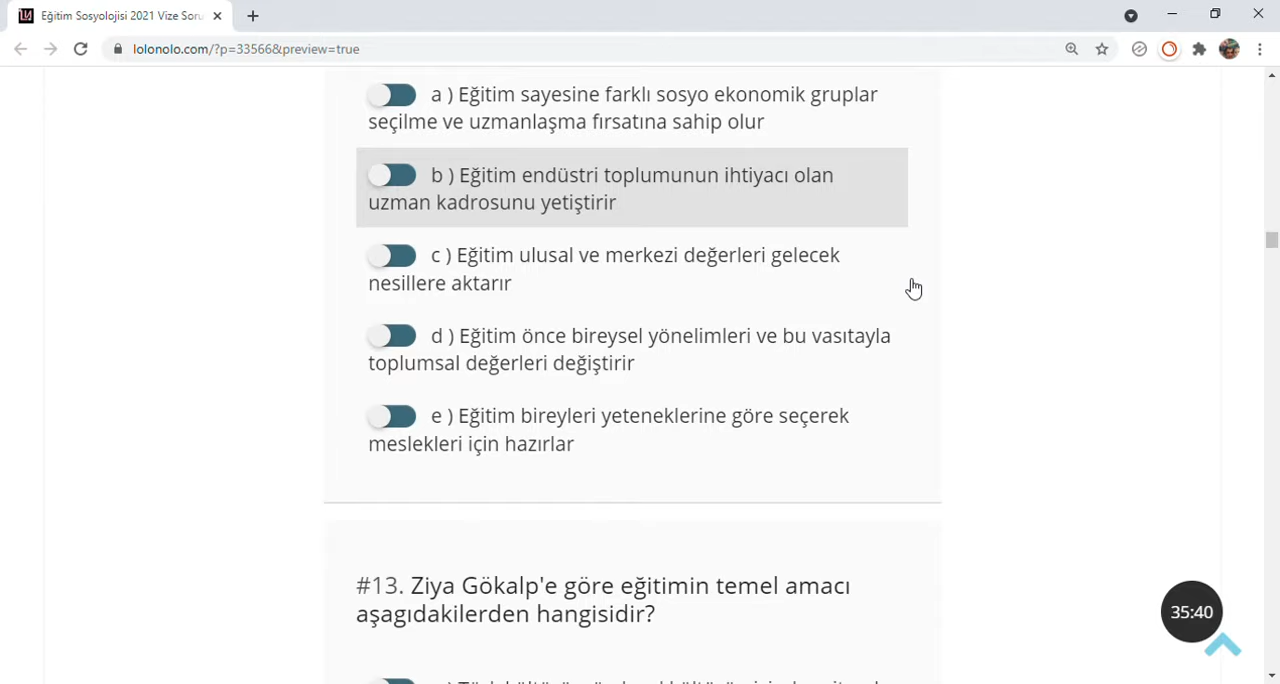 Eğitim Sosyolojisi 2021 Vize Soru
lolonolo.com/?p=33566&preview=true
a ) Eğitim sayesine farklı sosyo ekonomik gruplar
seçilme ve uzmanlaşma fırsatına sahip olur
b ) Eğitim endüstri toplumunun ihtiyacı olan
uzman kadrosunu yetiştirir
c ) Eğitim ulusal ve merkezi değerleri gelecek
nesillere aktarır
d ) Eğitim önce bireysel yönelimleri ve bu vasıtayla
toplumsal değerleri değiştirir
e ) Eğitim bireyleri yeteneklerine göre seçerek
meslekleri için hazırlar
#13. Ziya Gökalp'e göre eğitimin temel amacı
aşagıdakilerden hangisidir?
35:40